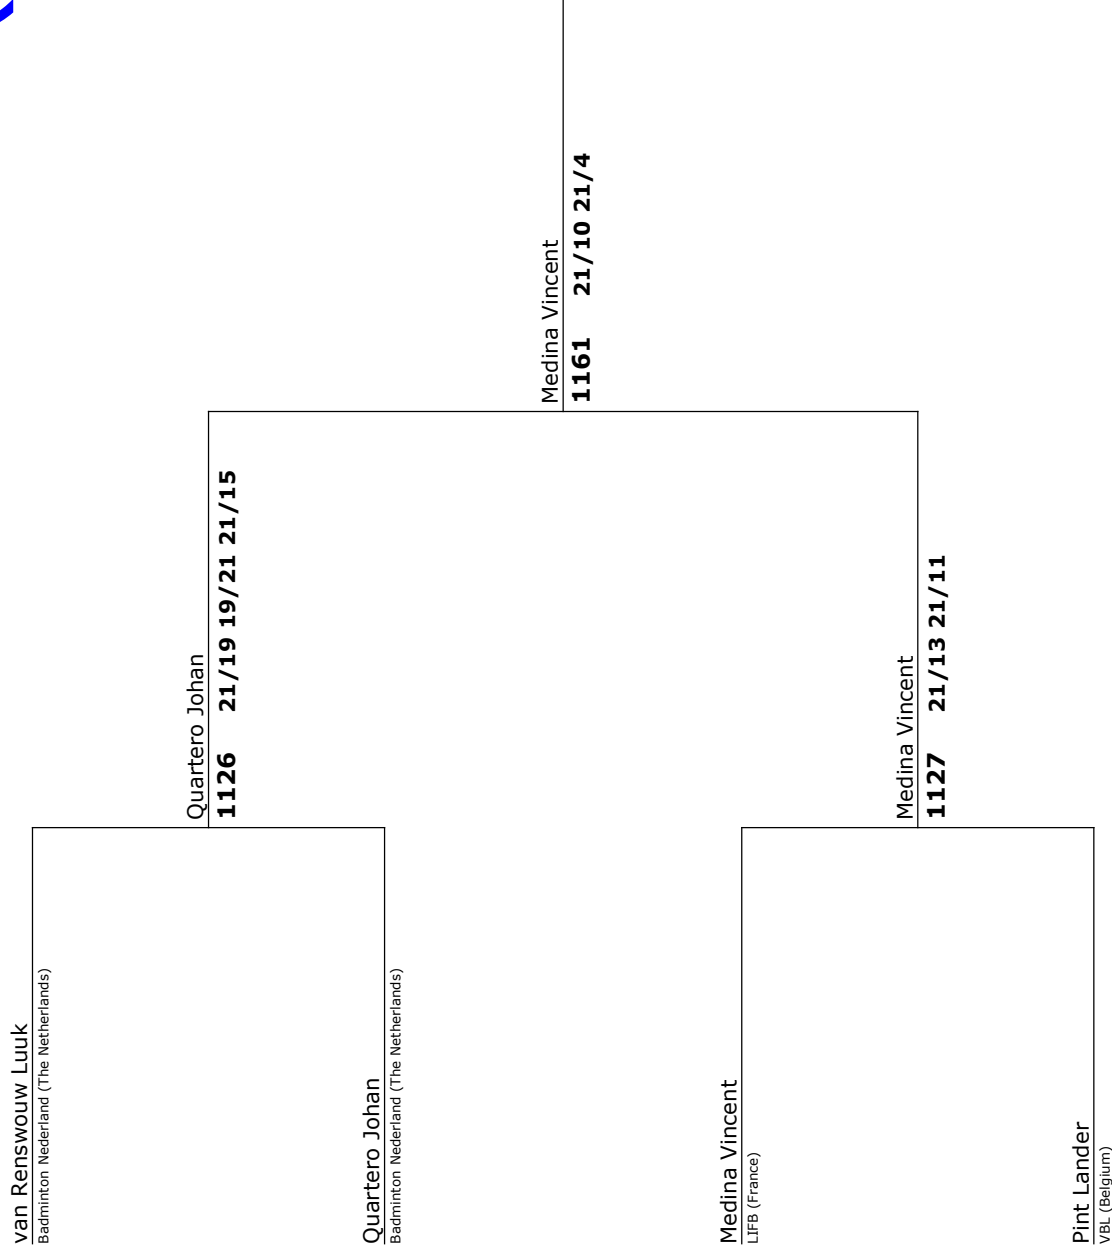 van Renswouw Luuk
Badminton Nederland (The Netherlands)
Quartero Johan
1126 21/19 19/21 21/15
Quartero Johan
Badminton Nederland (The Netherlands)
Medina Vincent
1161 21/10 21/4
Medina Vincent
LIFB (France)
Medina Vincent
1127 21/13 21/11
Pint Lander
VBL (Belgium)